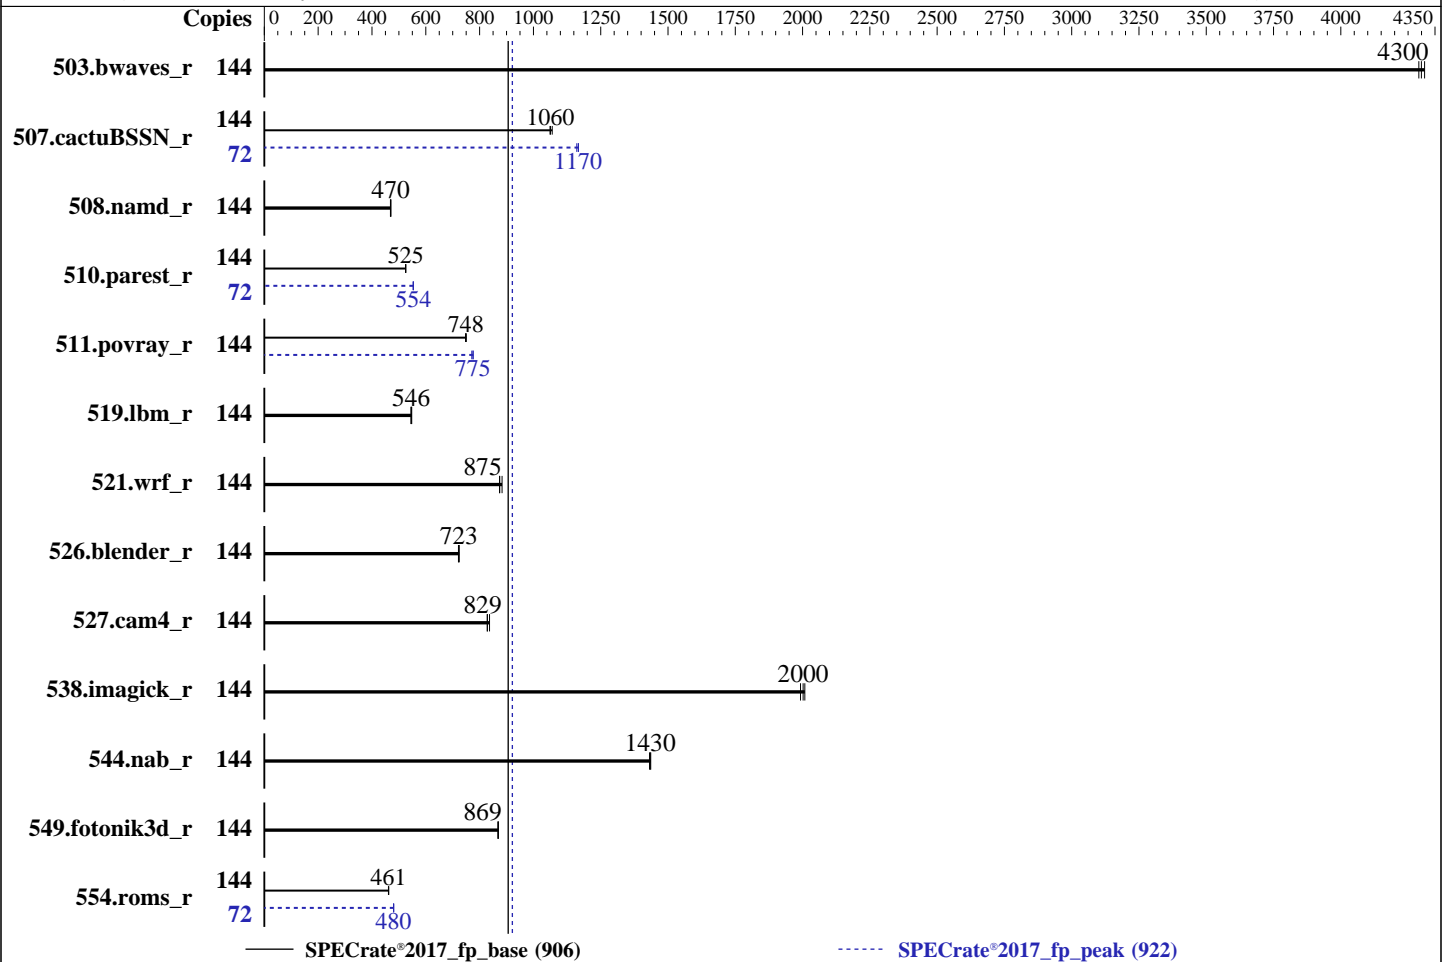 Copies 0 200 400 600 800 1000 1250 1500 1750 2000 2250 2500 2750 3000 3250 3500 3750 4000 4350
503.bwaves_r 144 4300
507.cactuBSSN_r 144 1060
72 1170
508.namd_r 144 470
510.parest_r 144 525
72 554
511.povray_r 144 748
775
519.lbm_r 144 546
521.wrf_r 144 875
526.blender_r 144 723
527.cam4_r 144 829
538.imagick_r 144 2000
544.nab_r 144 1430
549.fotonik3d_r 144 869
554.roms_r 144 461
72 480
SPECrate®2017_fp_base (906) SPECrate®2017_fp_peak (922)